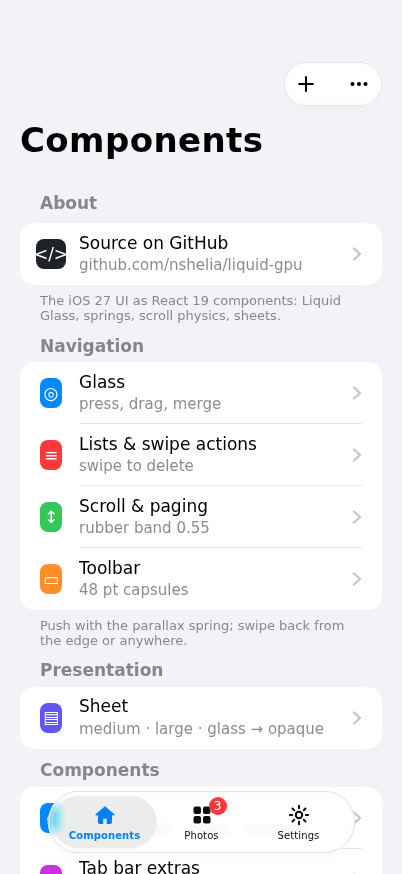 Components
About
</> Source on GitHub
github.com/nshelia/liquid-gpu
The iOS 27 UI as React 19 components: Liquid
Glass, springs, scroll physics, sheets.
Navigation
Glass
press, drag, merge
Lists & swipe actions
swipe to delete
Scroll & paging
rubber band 0.55
Toolbar
48 pt capsules
Push with the parallax spring; swipe back from
the edge or anywhere.
Presentation
Sheet
medium · large · glass → opaque
Components
3
Components
Photos
Settings
Tab bar extras